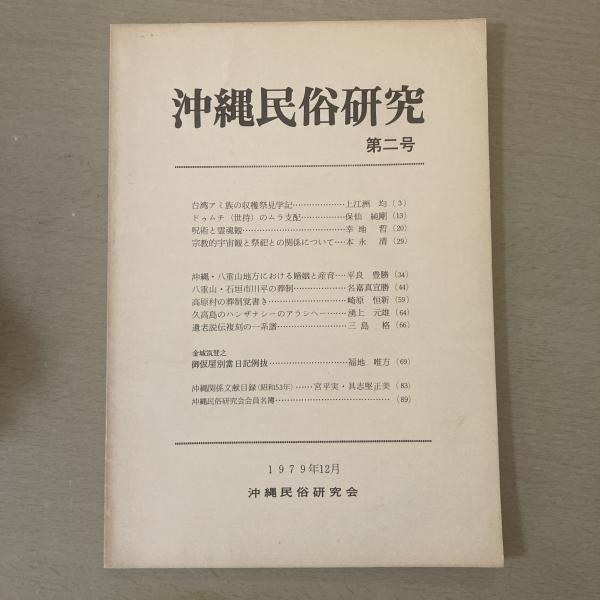 沖縄民俗研究
第二号
台湾アミ族の収穫祭見学記…………………上江洲 均 (3)
ドゥムチ〈世持〉のムラ支配………………保仙 純剛 (13)
呪術と霊魂観…………………………………幸地 哲 (20)
宗教的宇宙観と祭祀との関係について……本永 清 (29)
沖縄・八重山地方における婚姻と産育……平良 豊勝 (34)
八重山・石垣市川平の葬制…………………名嘉真宜勝 (44)
高原村の葬制覚書き…………………………崎原 恒新 (59)
久高島のハンザナシーのアラシヘ…………湧上 元雄 (64)
遺老説伝複刻の一系譜………………………三島 格 (66)
金城筑登之
御仮屋別當日記例抜…………………………福地 唯方 (69)
沖縄関係文献目録(昭和53年)……宮平実・具志堅正美 (83)
沖縄民俗研究会会員名簿……………………………………(89)
1979年12月
沖縄民俗研究会